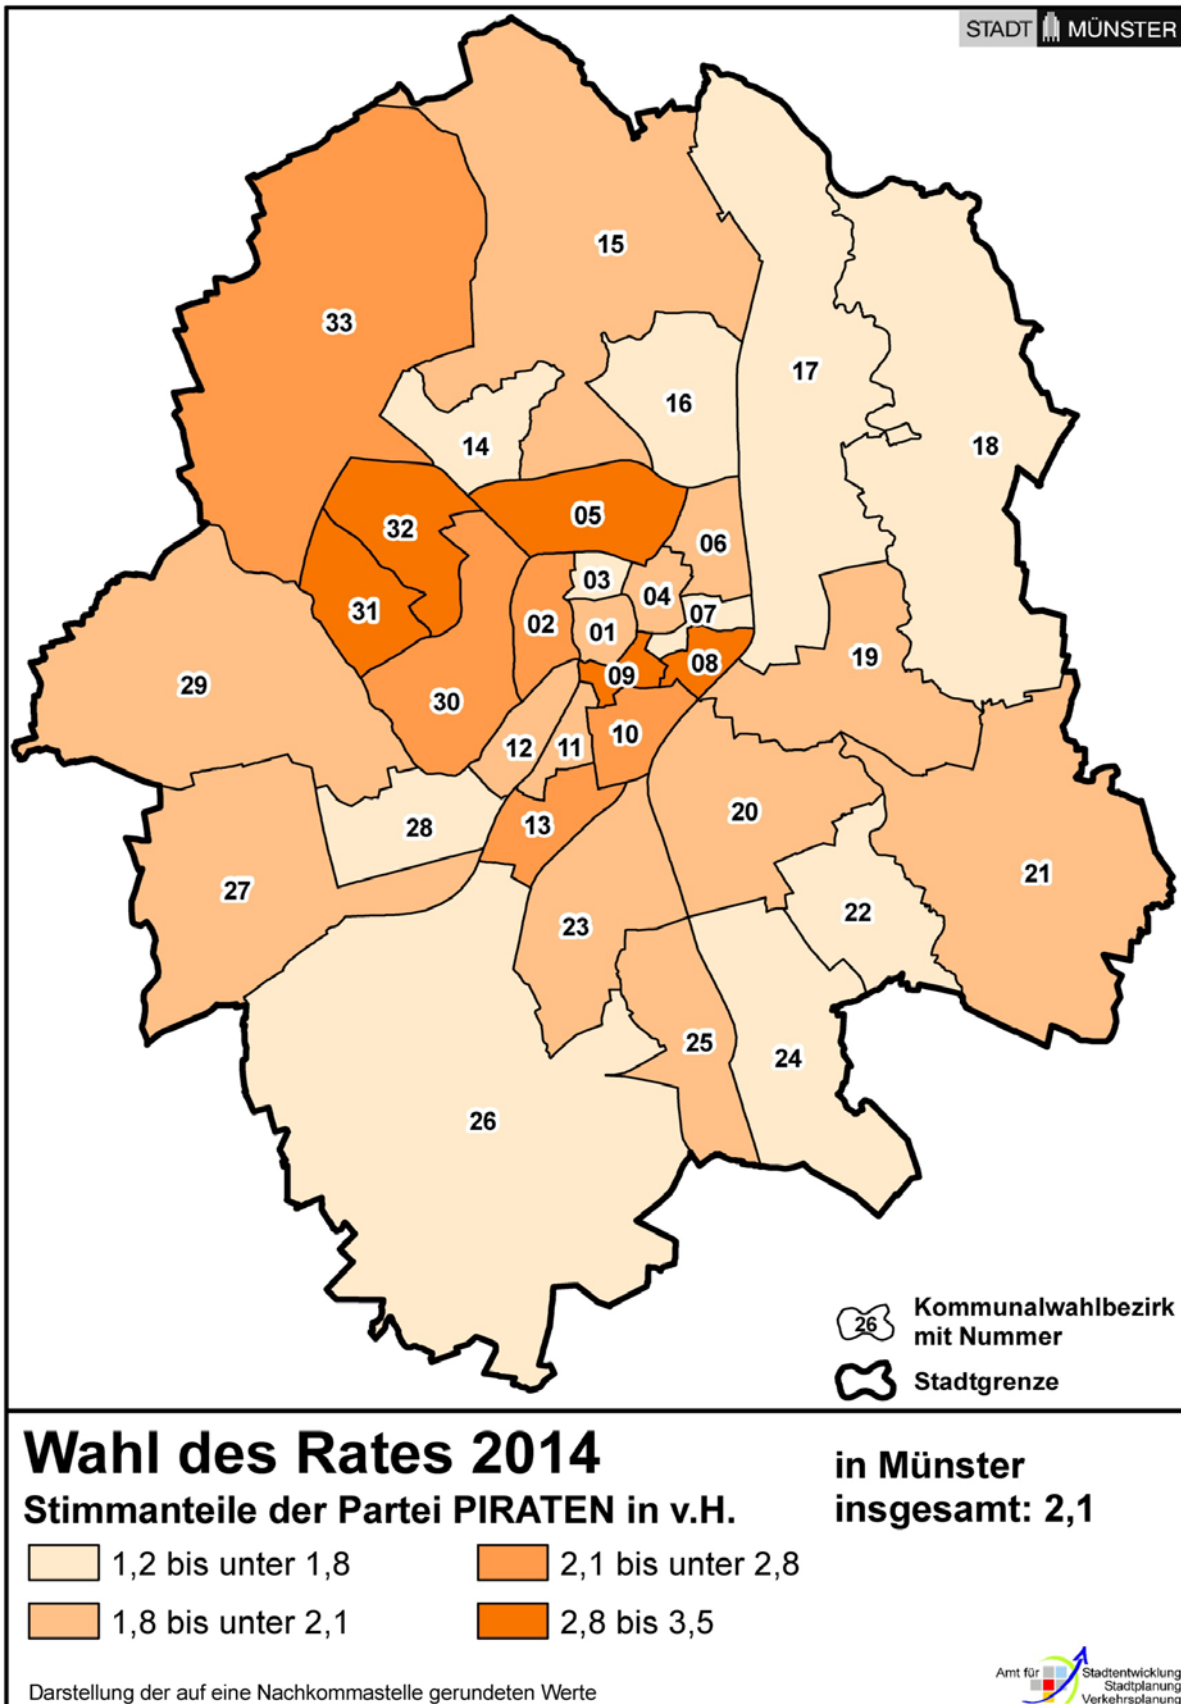 STADT MÜNSTER
15
33
17
16
14
18
05
32
06
03
04
07
31
02
01
19
08
09
29
30
10
12
11
20
13
28
21
27
22
23
25
24
26
26
Kommunalwahlbezirk
mit Nummer
Stadtgrenze
Wahl des Rates 2014
Stimmanteile der Partei PIRATEN in v.H.
in Münster
insgesamt: 2,1
1,2 bis unter 1,8
2,1 bis unter 2,8
1,8 bis unter 2,1
2,8 bis 3,5
Darstellung der auf eine Nachkommastelle gerundeten Werte
Amt für Stadtentwicklung
Stadtplanung
Verkehrsplanung